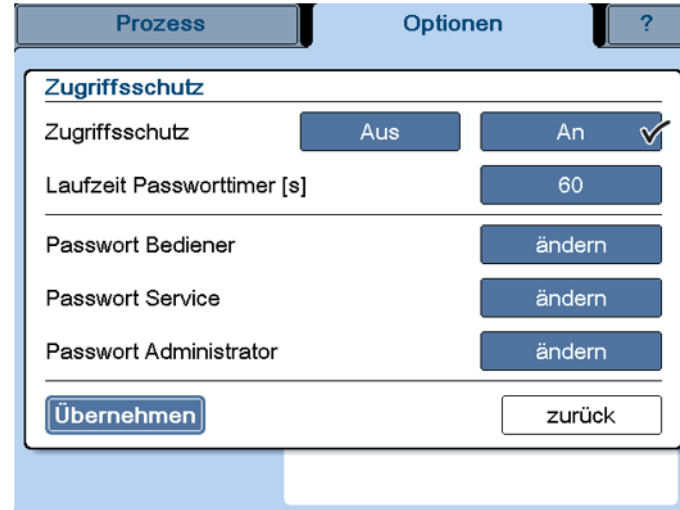 Prozess Optionen ?
Zugriffsschutz
Zugriffsschutz Aus An
Laufzeit Passworttimer [s] 60
Passwort Bediener ändern
Passwort Service ändern
Passwort Administrator ändern
Übernehmen zurück